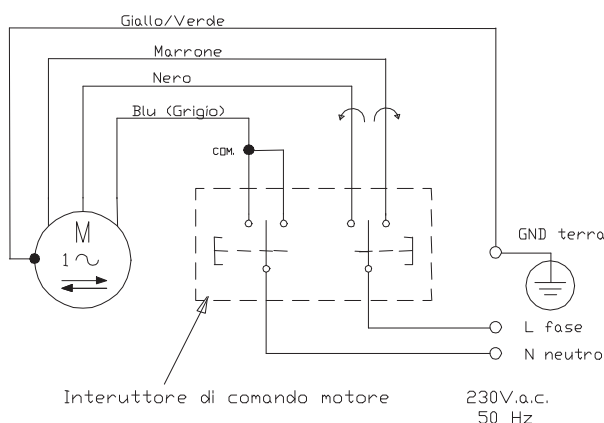 Giallo/Verde
Marrone
Nero
Blu (Grigio)
COM.
M
1
GND terra
L fase
N neutro
Interuttore di comando motore
230V.a.c.
50 Hz